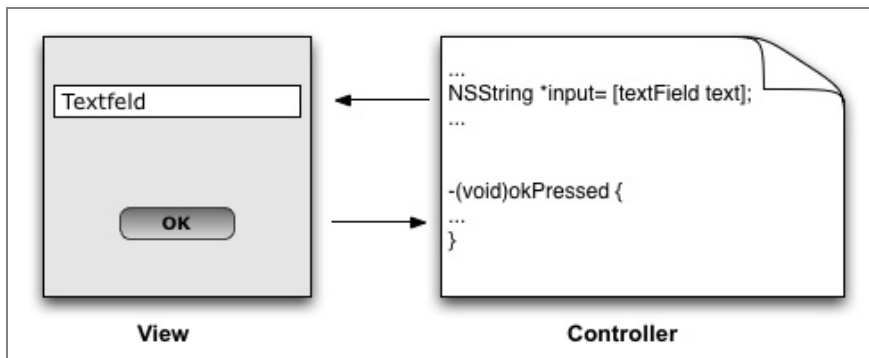 Textfeld
OK
View
...
NSString *input= [textField text];
...
-(void)okPressed {
...
}
Controller